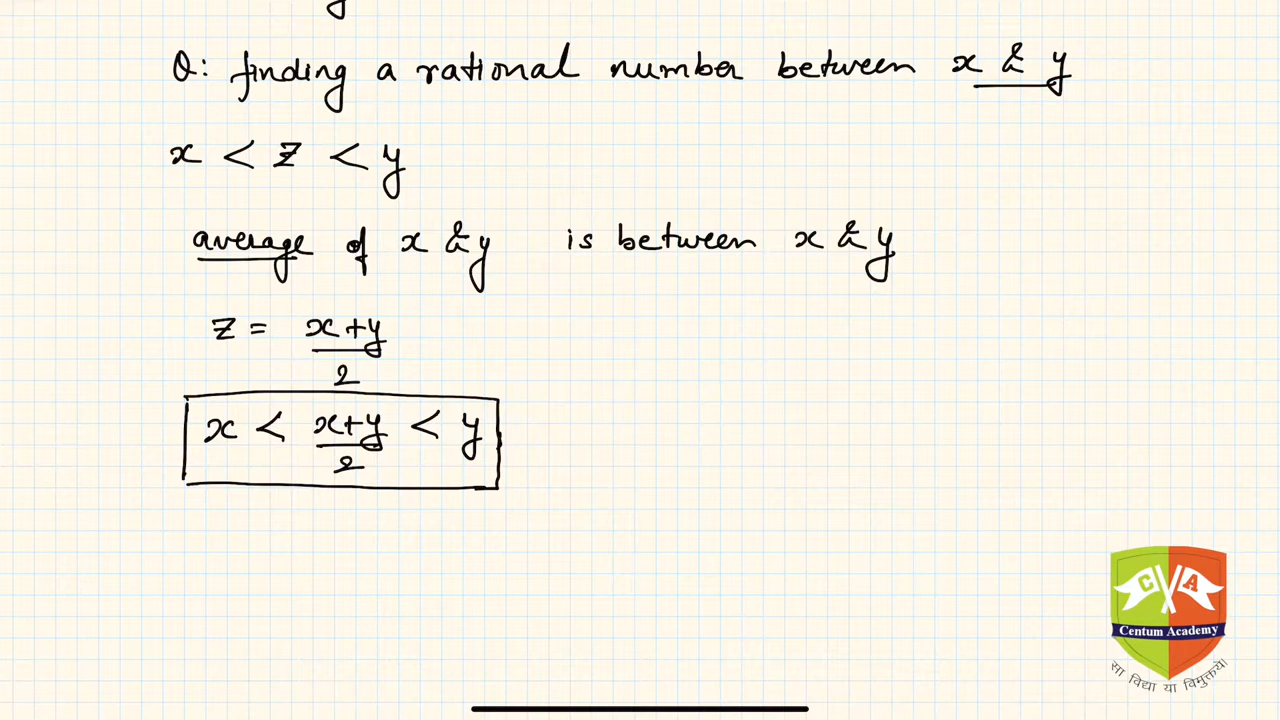 Q: finding a rational number between x & y
x < z < y
average of x & y is between x & y
z = x+y
2
x < x+y < y
2
C A
Centum Academy
सा विद्या या विमुक्तये